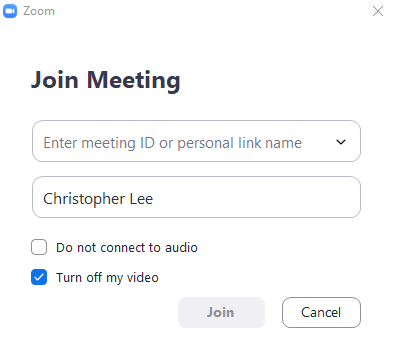 Zoom
Join Meeting
Enter meeting ID or personal link name
Christopher Lee
Do not connect to audio
Turn off my video
Join Cancel